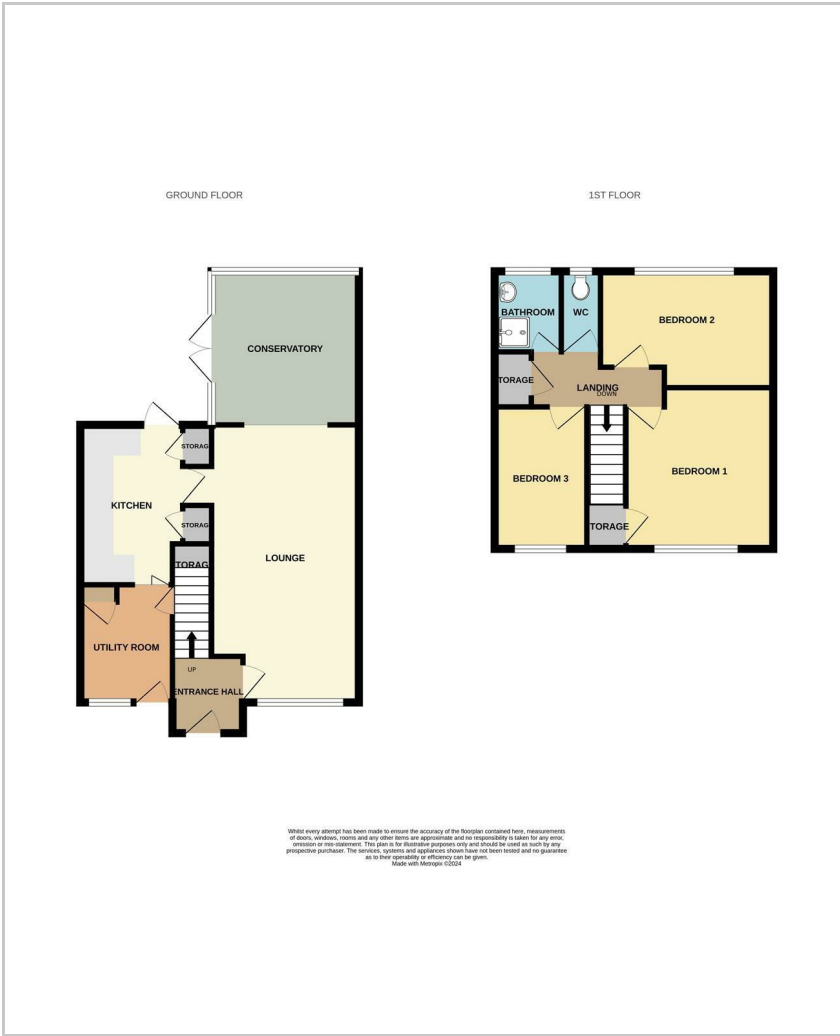 GROUND FLOOR
1ST FLOOR
CONSERVATORY
STORAG
KITCHEN
STORAG
LOUNGE
TORAG
UTILITY ROOM
UP
ENTRANCE HALL
BATHROOM
WC
BEDROOM 2
TORAGE
LANDING
DOWN
BEDROOM 3
BEDROOM 1
TORAGE
Whilst every attempt has been made to ensure the accuracy of the floorplan contained here, measurements
of doors, windows, rooms and any other items are approximate and no responsibility is taken for any error,
omission or mis-statement. This plan is for illustrative purposes only and should be used as such by any
prospective purchaser. The services, systems and appliances shown have not been tested and no guarantee
as to their operability or efficiency can be given.
Made with Metropix ©2024